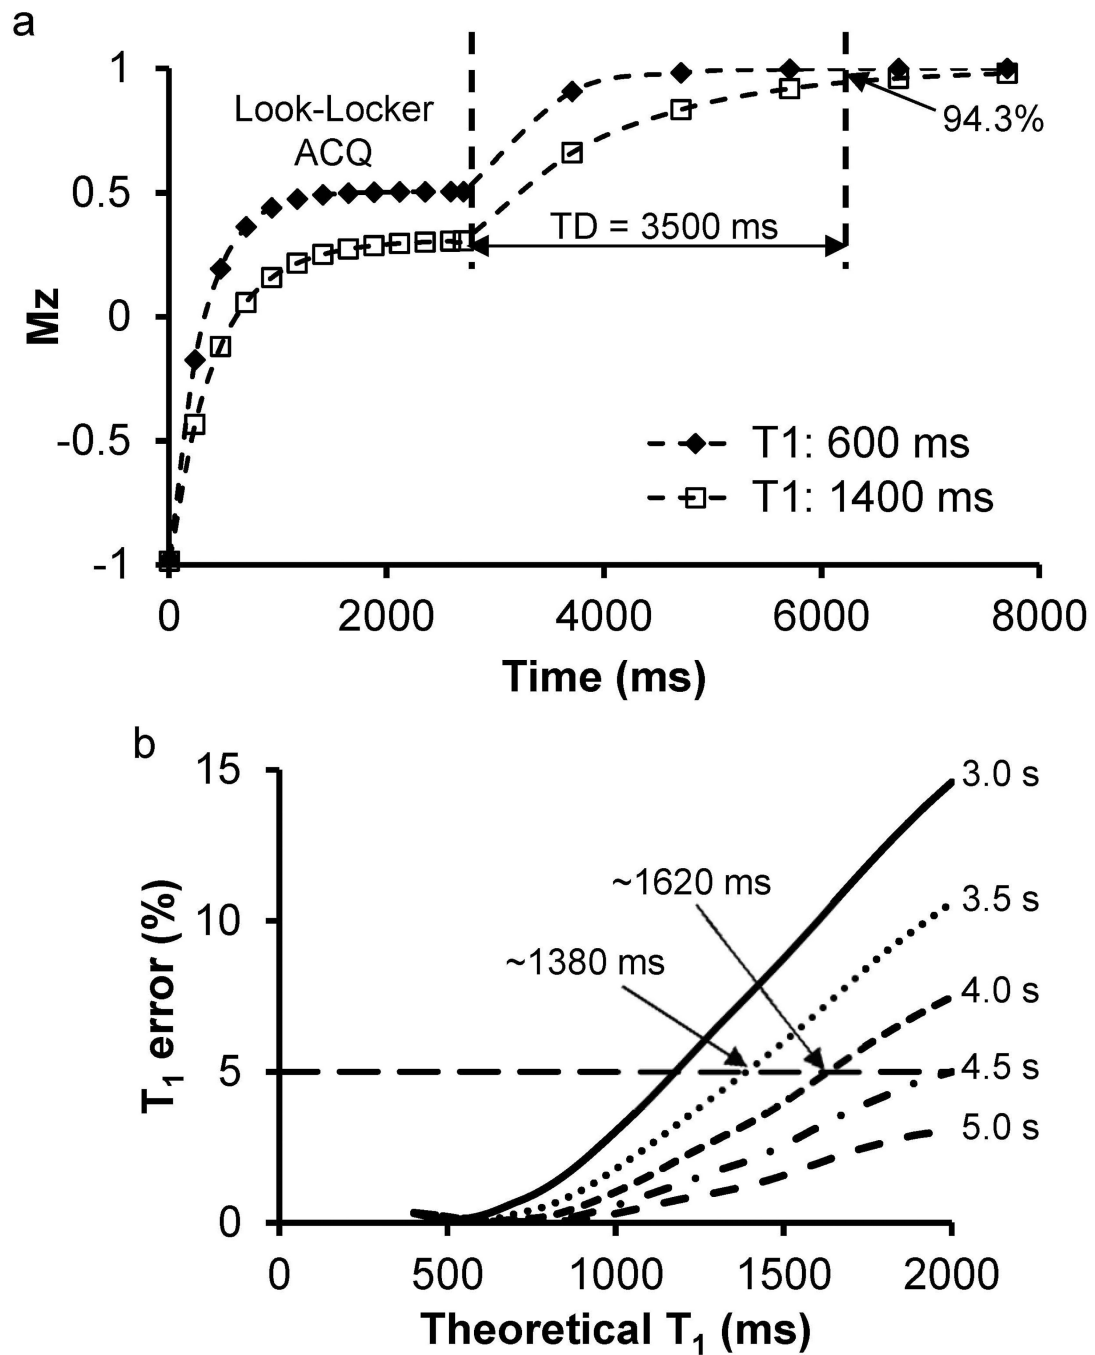 a
1
0.5
0
-0.5
-1
Mz
Look-Locker
ACQ
94.3%
TD = 3500 ms
T1: 600 ms
T1: 1400 ms
0 2000 4000 6000 8000
Time (ms)
b
15
10
5
0
T1 error (%)
3.0 s
~1620 ms
3.5 s
~1380 ms
4.0 s
4.5 s
5.0 s
0 500 1000 1500 2000
Theoretical T1 (ms)